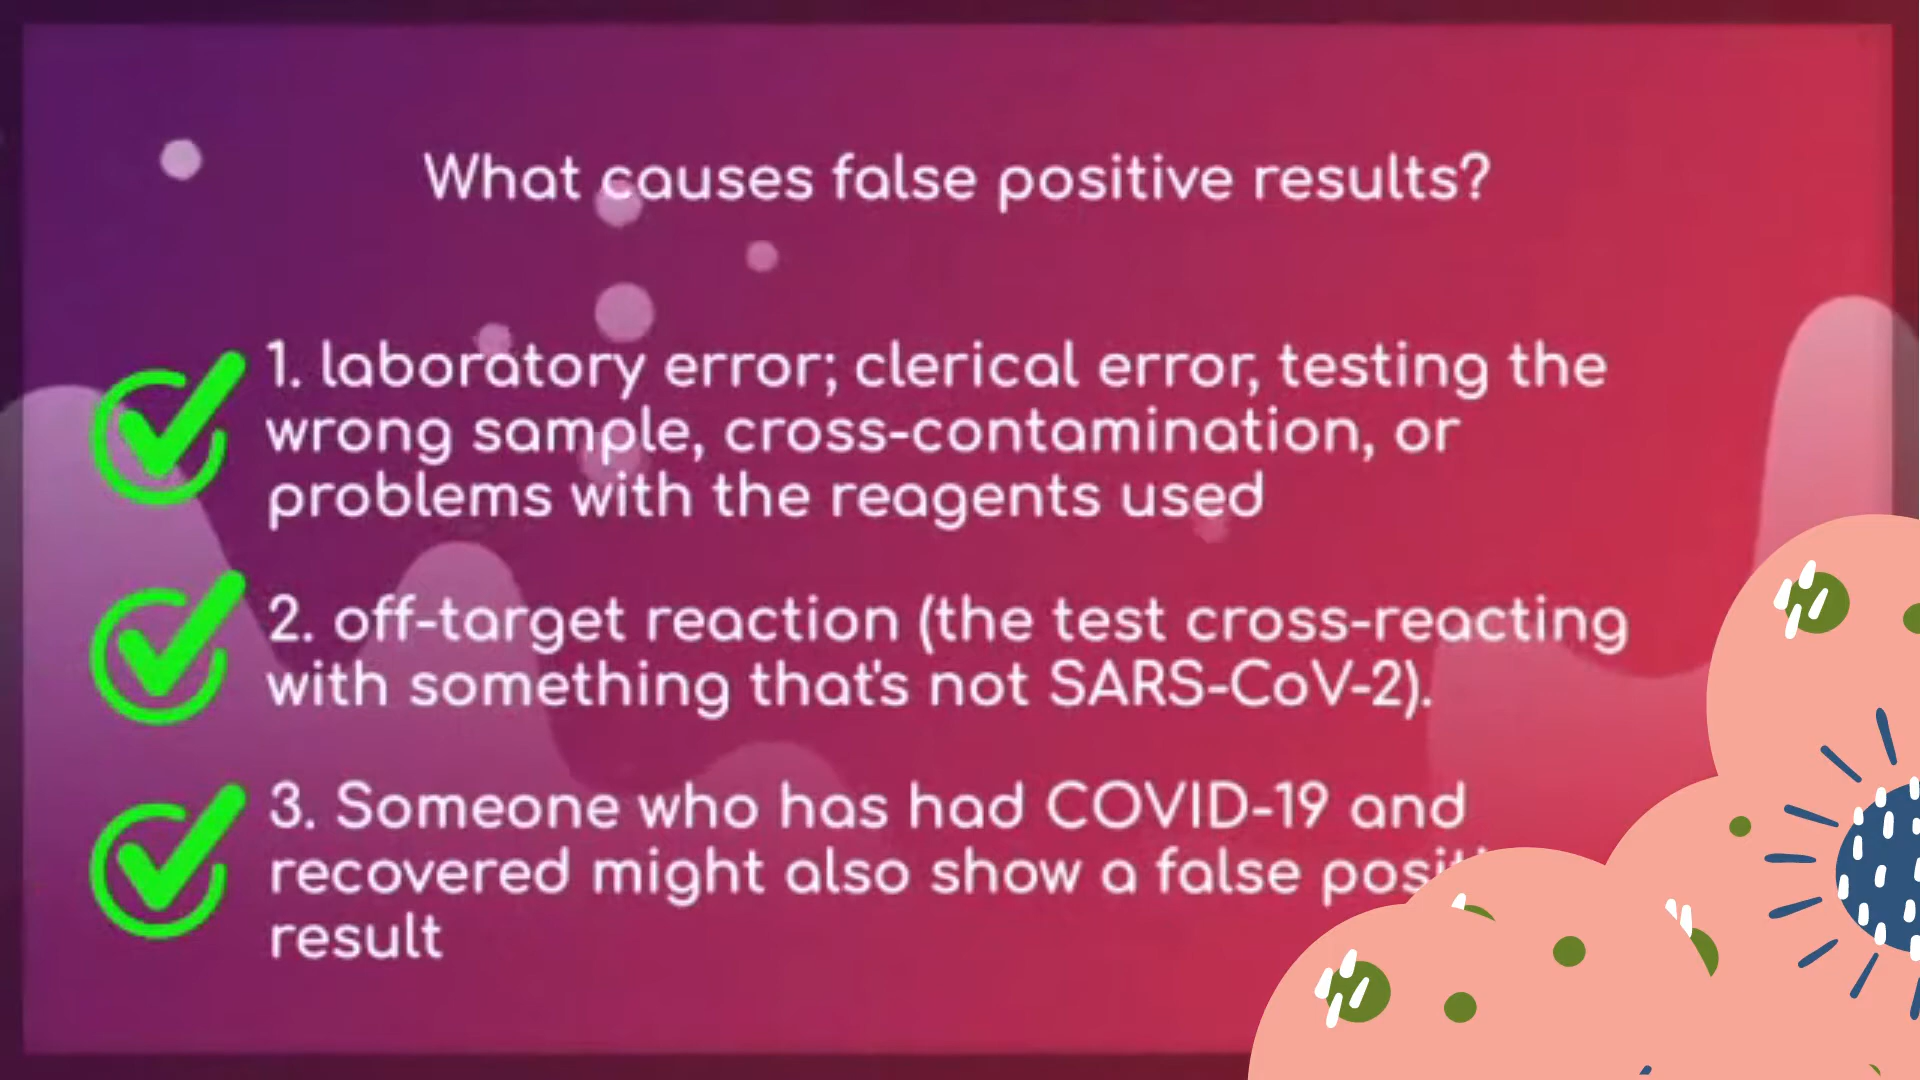 What causes false positive results?
1. laboratory error; clerical error, testing the
wrong sample, cross-contamination, or
problems with the reagents used
2. off-target reaction (the test cross-reacting
with something that's not SARS-CoV-2).
3. Someone who has had COVID-19 and
recovered might also show a false
result